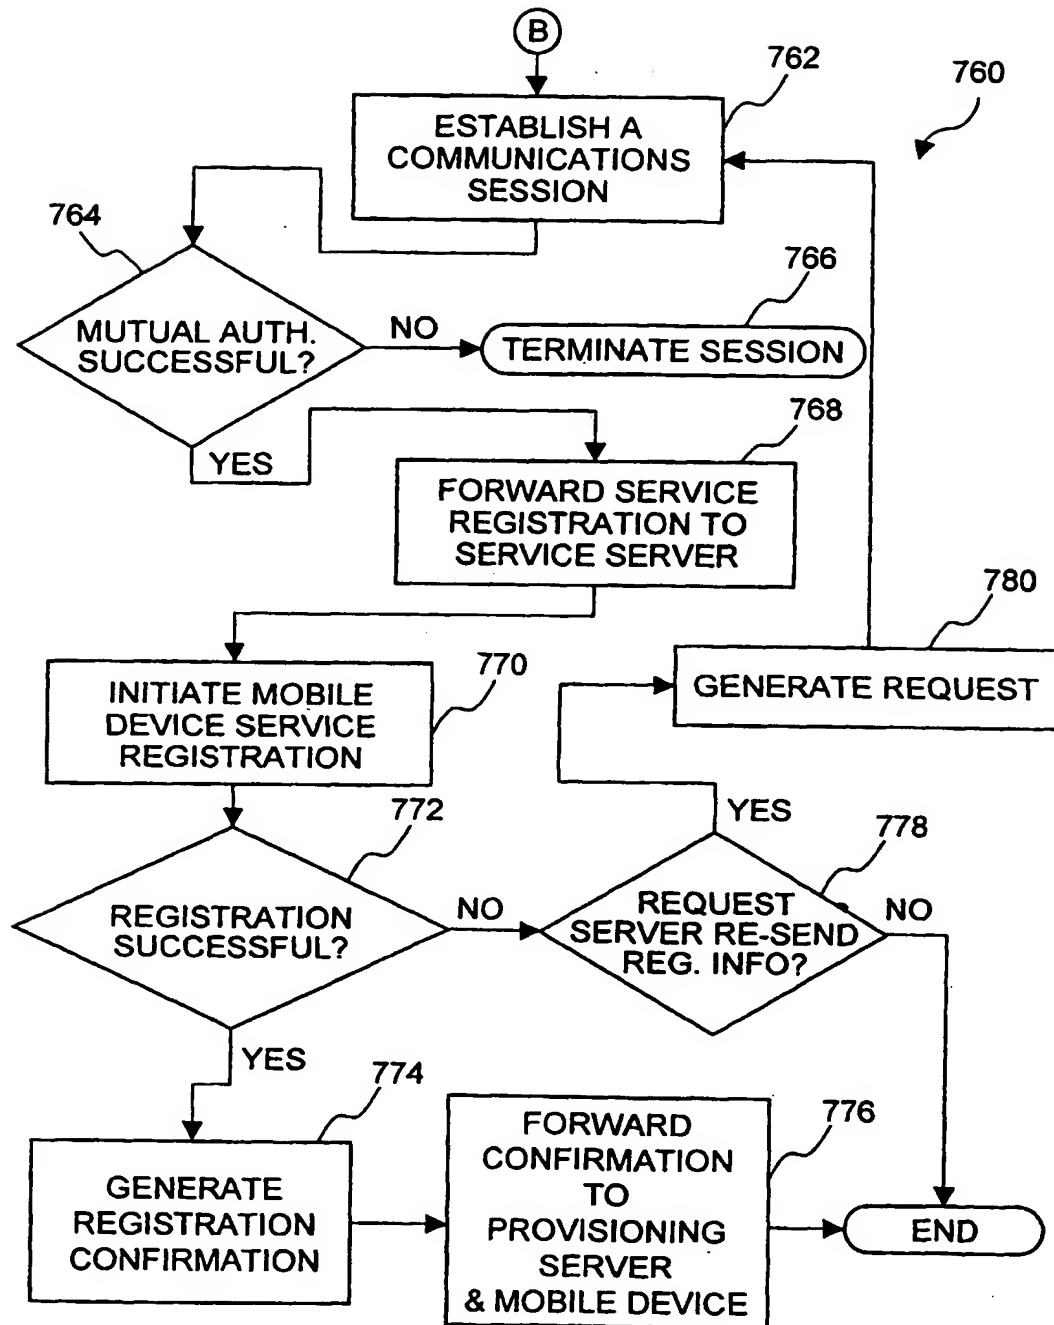 B
762
760
ESTABLISH A
COMMUNICATIONS
SESSION
764
766
MUTUAL AUTH.
SUCCESSFUL?
NO
TERMINATE SESSION
768
YES
FORWARD SERVICE
REGISTRATION TO
SERVICE SERVER
780
770
INITIATE MOBILE
DEVICE SERVICE
REGISTRATION
GENERATE REQUEST
772
YES
778
REGISTRATION
SUCCESSFUL?
NO
REQUEST
SERVER RE-SEND
REG. INFO?
NO
YES
774
776
GENERATE
REGISTRATION
CONFIRMATION
FORWARD
CONFIRMATION
TO
PROVISIONING
SERVER
& MOBILE DEVICE
END